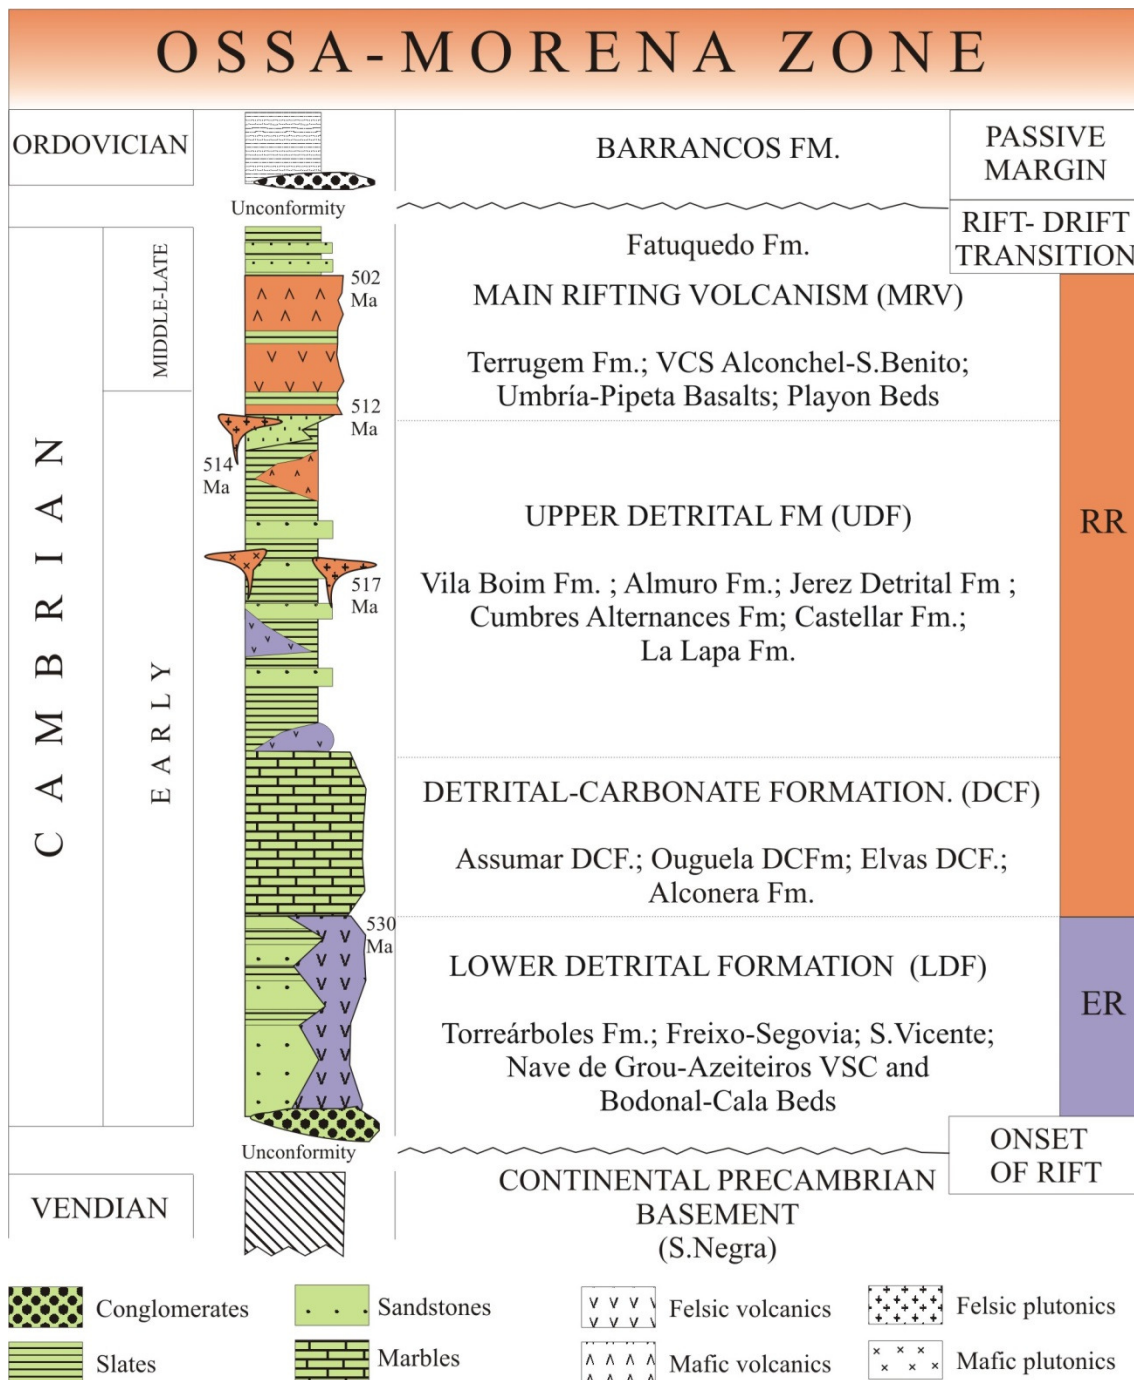 OSSA-MORENA ZONE
ORDOVICIAN
BARRANCOS FM.
PASSIVE
MARGIN
Unconformity
RIFT- DRIFT
TRANSITION
CAMBRIAN
MIDDLE-LATE
EARLY
Fatuquedo Fm.
502
Ma
MAIN RIFTING VOLCANISM (MRV)
Terrugem Fm.; VCS Alconchel-S.Benito;
Umbría-Pipeta Basalts; Playon Beds
512
Ma
514
Ma
UPPER DETRITAL FM (UDF)
RR
Vila Boim Fm. ; Almuro Fm.; Jerez Detrital Fm ;
Cumbres Alternances Fm; Castellar Fm.;
La Lapa Fm.
517
Ma
DETRITAL-CARBONATE FORMATION. (DCF)
Assumar DCF.; Ouguela DCFm; Elvas DCF.;
Alconera Fm.
530
Ma
LOWER DETRITAL FORMATION (LDF)
ER
Torreárboles Fm.; Freixo-Segovia; S.Vicente;
Nave de Grou-Azeiteiros VSC and
Bodonal-Cala Beds
Unconformity
ONSET
OF RIFT
VENDIAN
CONTINENTAL PRECAMBRIAN
BASEMENT
(S.Negra)
Conglomerates
Sandstones
Felsic volcanics
Felsic plutonics
Slates
Marbles
Mafic volcanics
Mafic plutonics